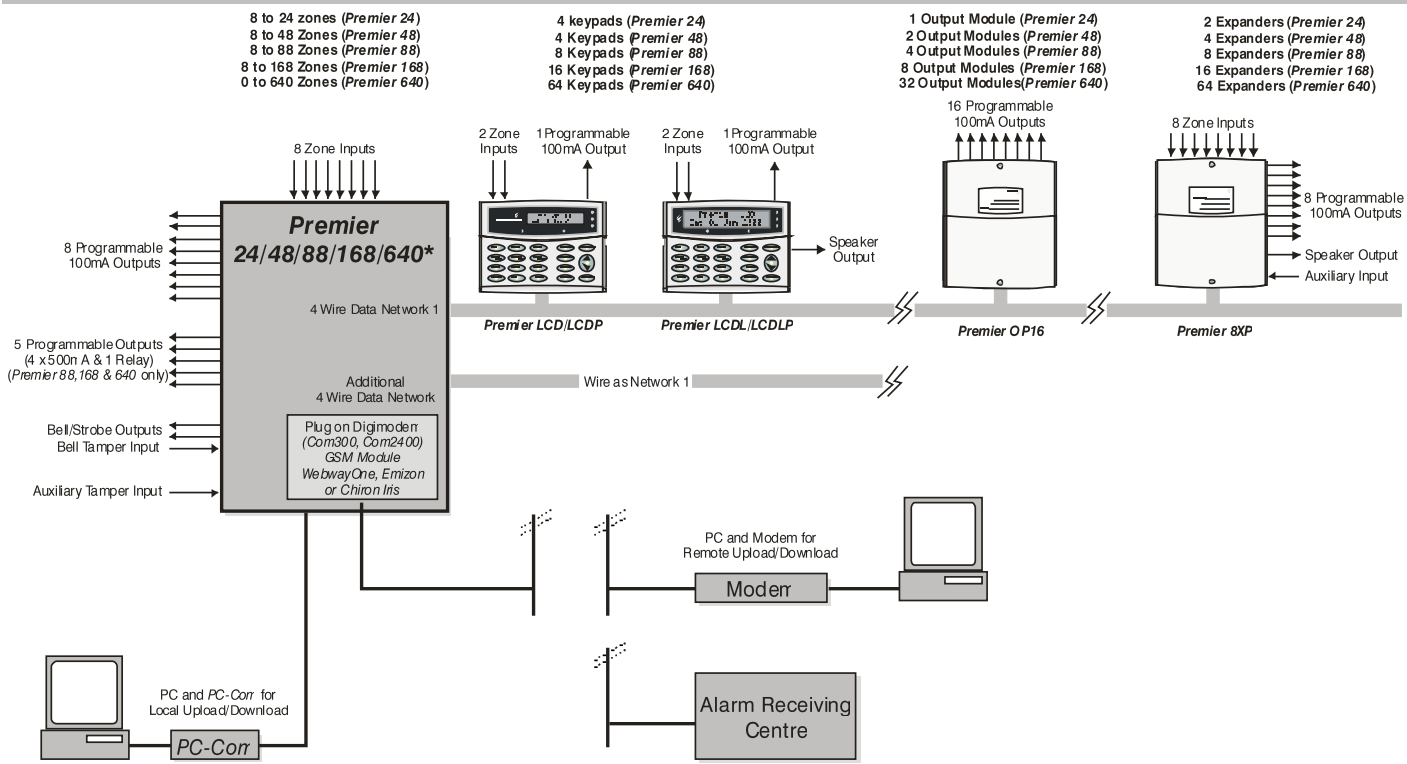 8 to 24 zones (Premier 24)
8 to 48 Zones (Premier 48)
8 to 88 Zones (Premier 88)
8 to 168 Zones (Premier 168)
0 to 640 Zones (Premier 640)
4 keypads (Premier 24)
4 Keypads (Premier 48)
8 Keypads (Premier 88)
16 Keypads (Premier 168)
64 Keypads (Premier 640)
1 Output Module (Premier 24)
2 Output Modules (Premier 48)
4 Output Modules (Premier 88)
8 Output Modules (Premier 168)
32 Output Modules(Premier 640)
2 Expanders (Premier 24)
4 Expanders (Premier 48)
8 Expanders (Premier 88)
16 Expanders (Premier 168)
64 Expanders (Premier 640)
8 Zone Inputs
2 Zone
Inputs
1 Programmable
100mA Output
2 Zone
Inputs
1 Programmable
100mA Output
16 Programmable
100mA Outputs
8 Zone Inputs
Premier
24/48/88/168/640*
8 Programmable
100mA Outputs
Speaker
Output
8 Programmable
100mA Outputs
Speaker Output
Auxiliary Input
4 Wire Data Network 1
Premier LCD/LCDP
Premier LCDL/LCDLP
Premier OP16
Premier 8XP
5 Programmable Outputs
(4 x 500mA & 1 Relay)
(Premier 88,168 & 640 only)
Additional
4 Wire Data Network
Wire as Network 1
Bell/Strobe Outputs
Bell Tamper Input
Auxiliary Tamper Input
Plug on Digimodem
(Com300, Com2400)
GSM Module
WebwayOne, Emizon
or Chiron Iris
PC and Modem for
Remote Upload/Download
Modem
PC and PC-Com for
Local Upload/Download
PC-Com
Alarm Receiving
Centre